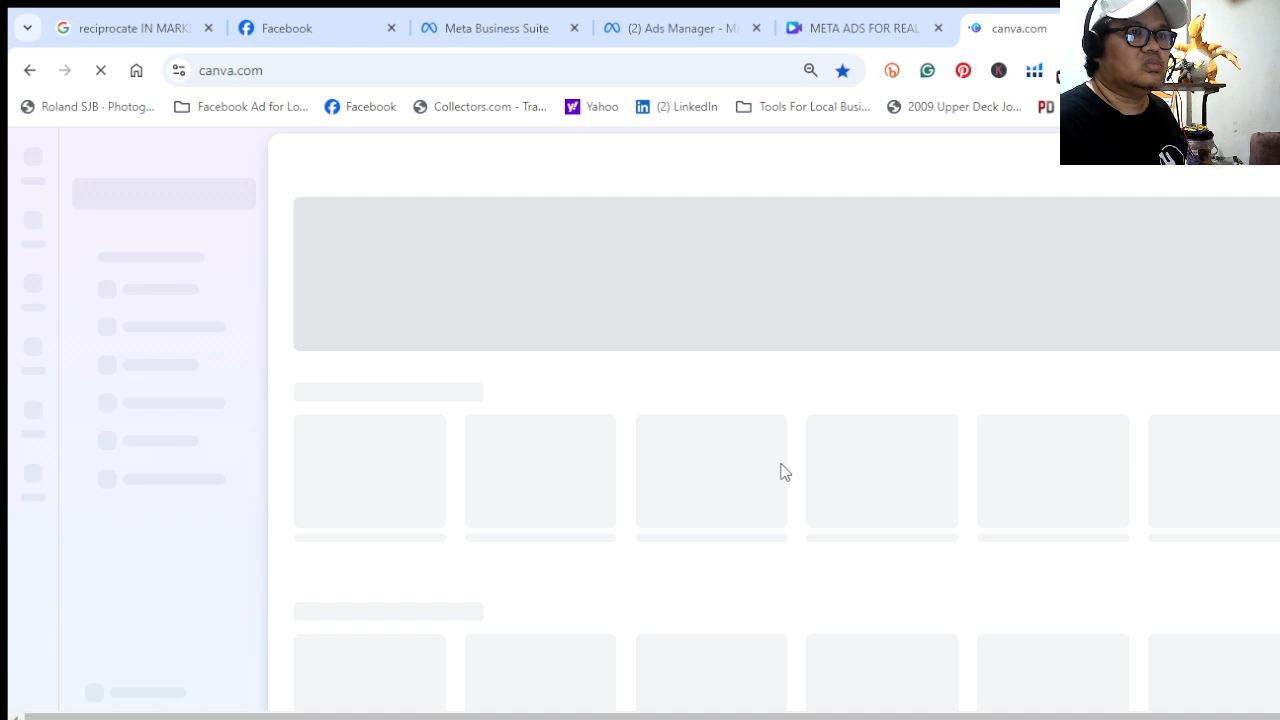 reciprocate IN MARK
Facebook
Meta Business Suite
(2) Ads Manager - M
META ADS FOR REAL
canva.com
canva.com
Roland SJB · Photog...
Facebook Ad for Lo...
Facebook
Collectors.com - Tra...
Yahoo
(2) LinkedIn
Tools For Local Busi...
2009 Upper Deck Jo...
PD